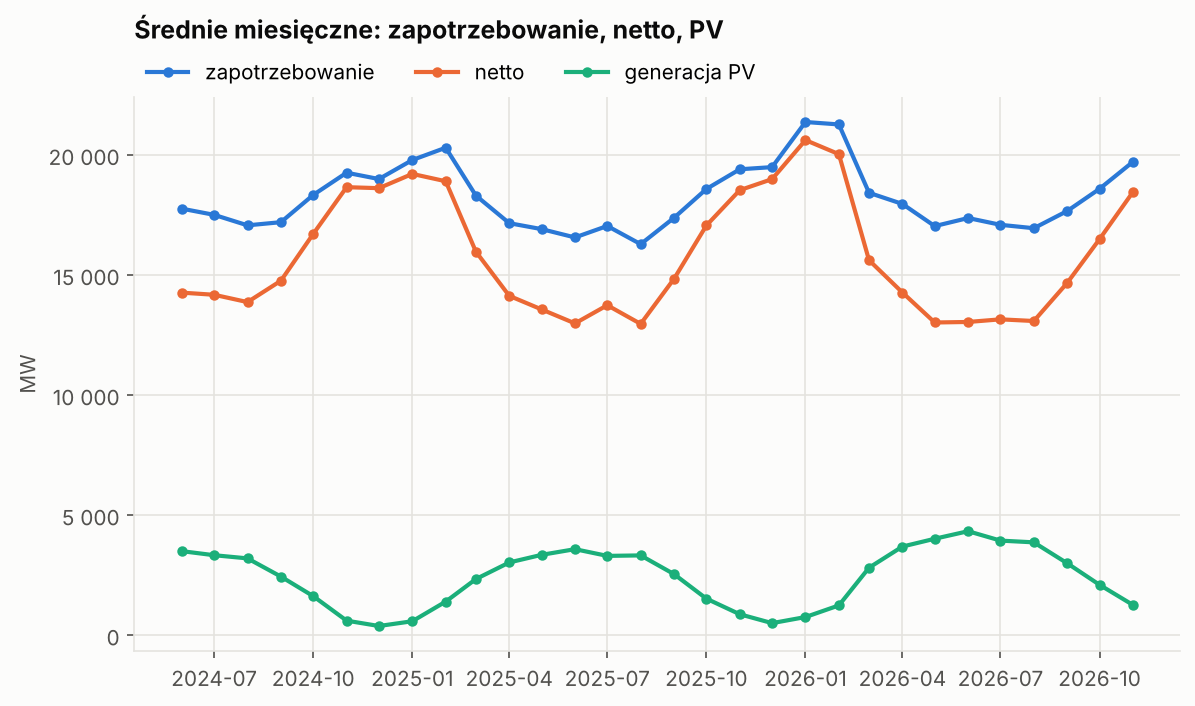 Średnie miesięczne: zapotrzebowanie, netto, PV
zapotrzebowanie netto generacja PV
MW
20 000
15 000
10 000
5 000
0
2024-07 2024-10 2025-01 2025-04 2025-07 2025-10 2026-01 2026-04 2026-07 2026-10